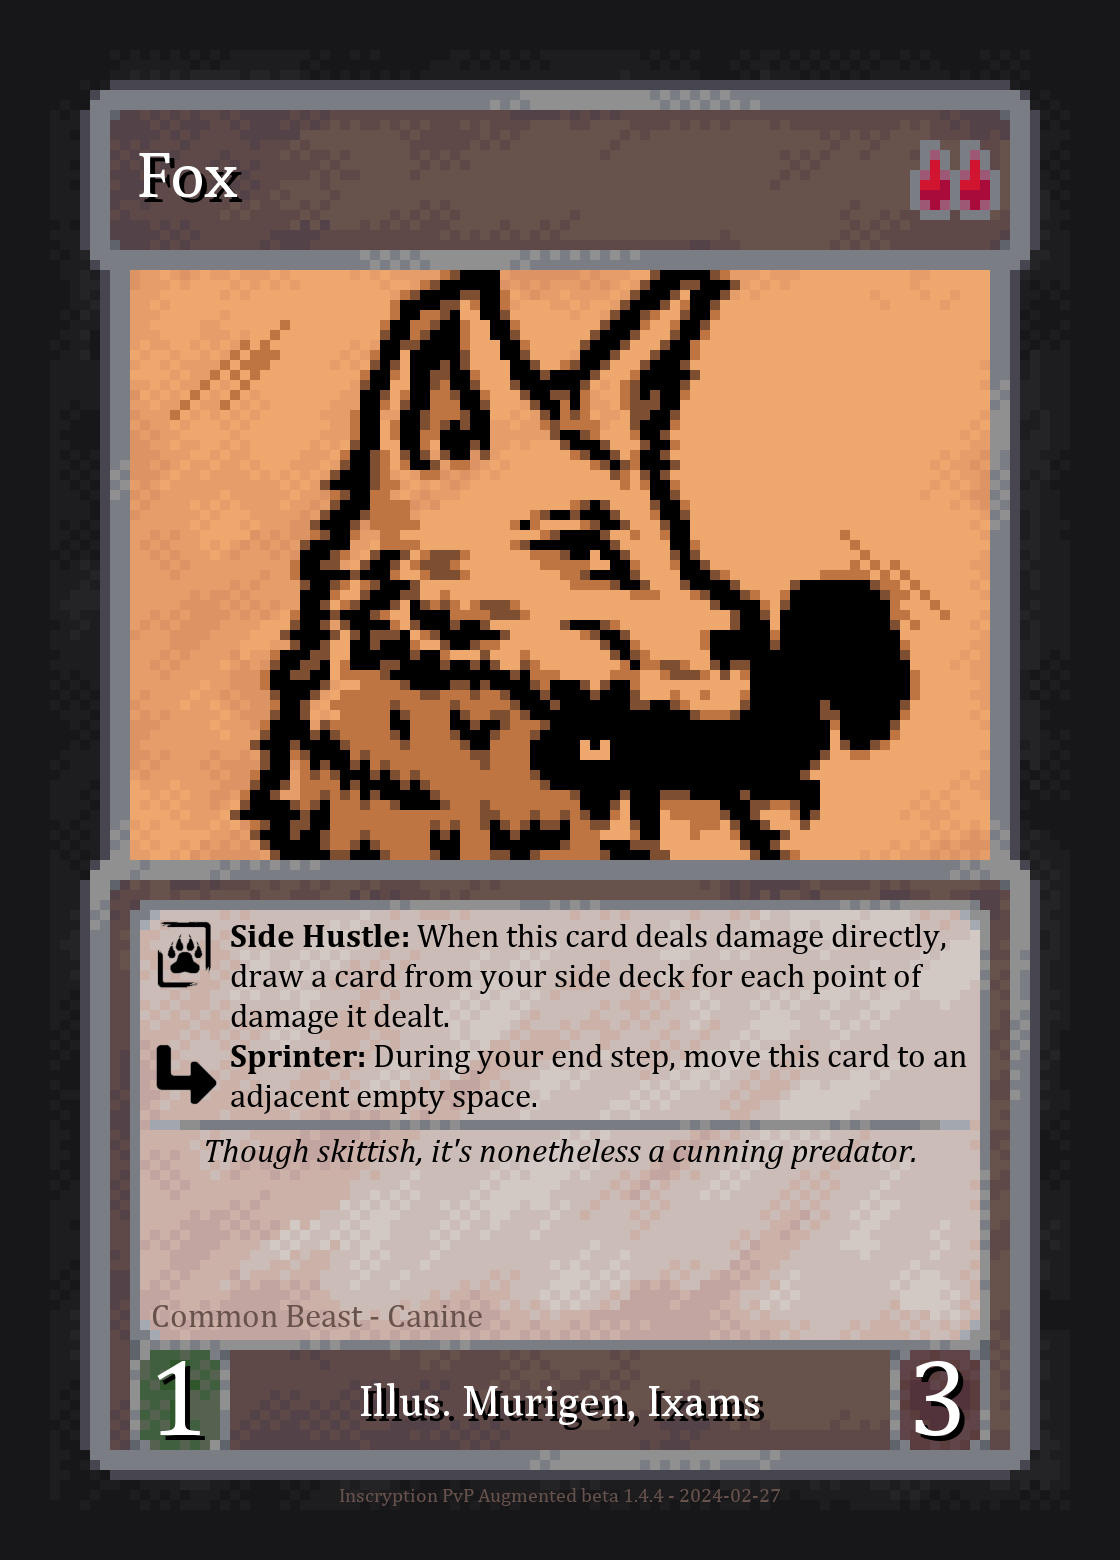 Fox
Side Hustle: When this card deals damage directly,
draw a card from your side deck for each point of
damage it dealt.
Sprinter: During your end step, move this card to an
adjacent empty space.
Though skittish, it's nonetheless a cunning predator.
Common Beast - Canine
1
Illus. Murigen, Ixams
3
Inscryption PvP Augmented beta 1.4.4 - 2024-02-27